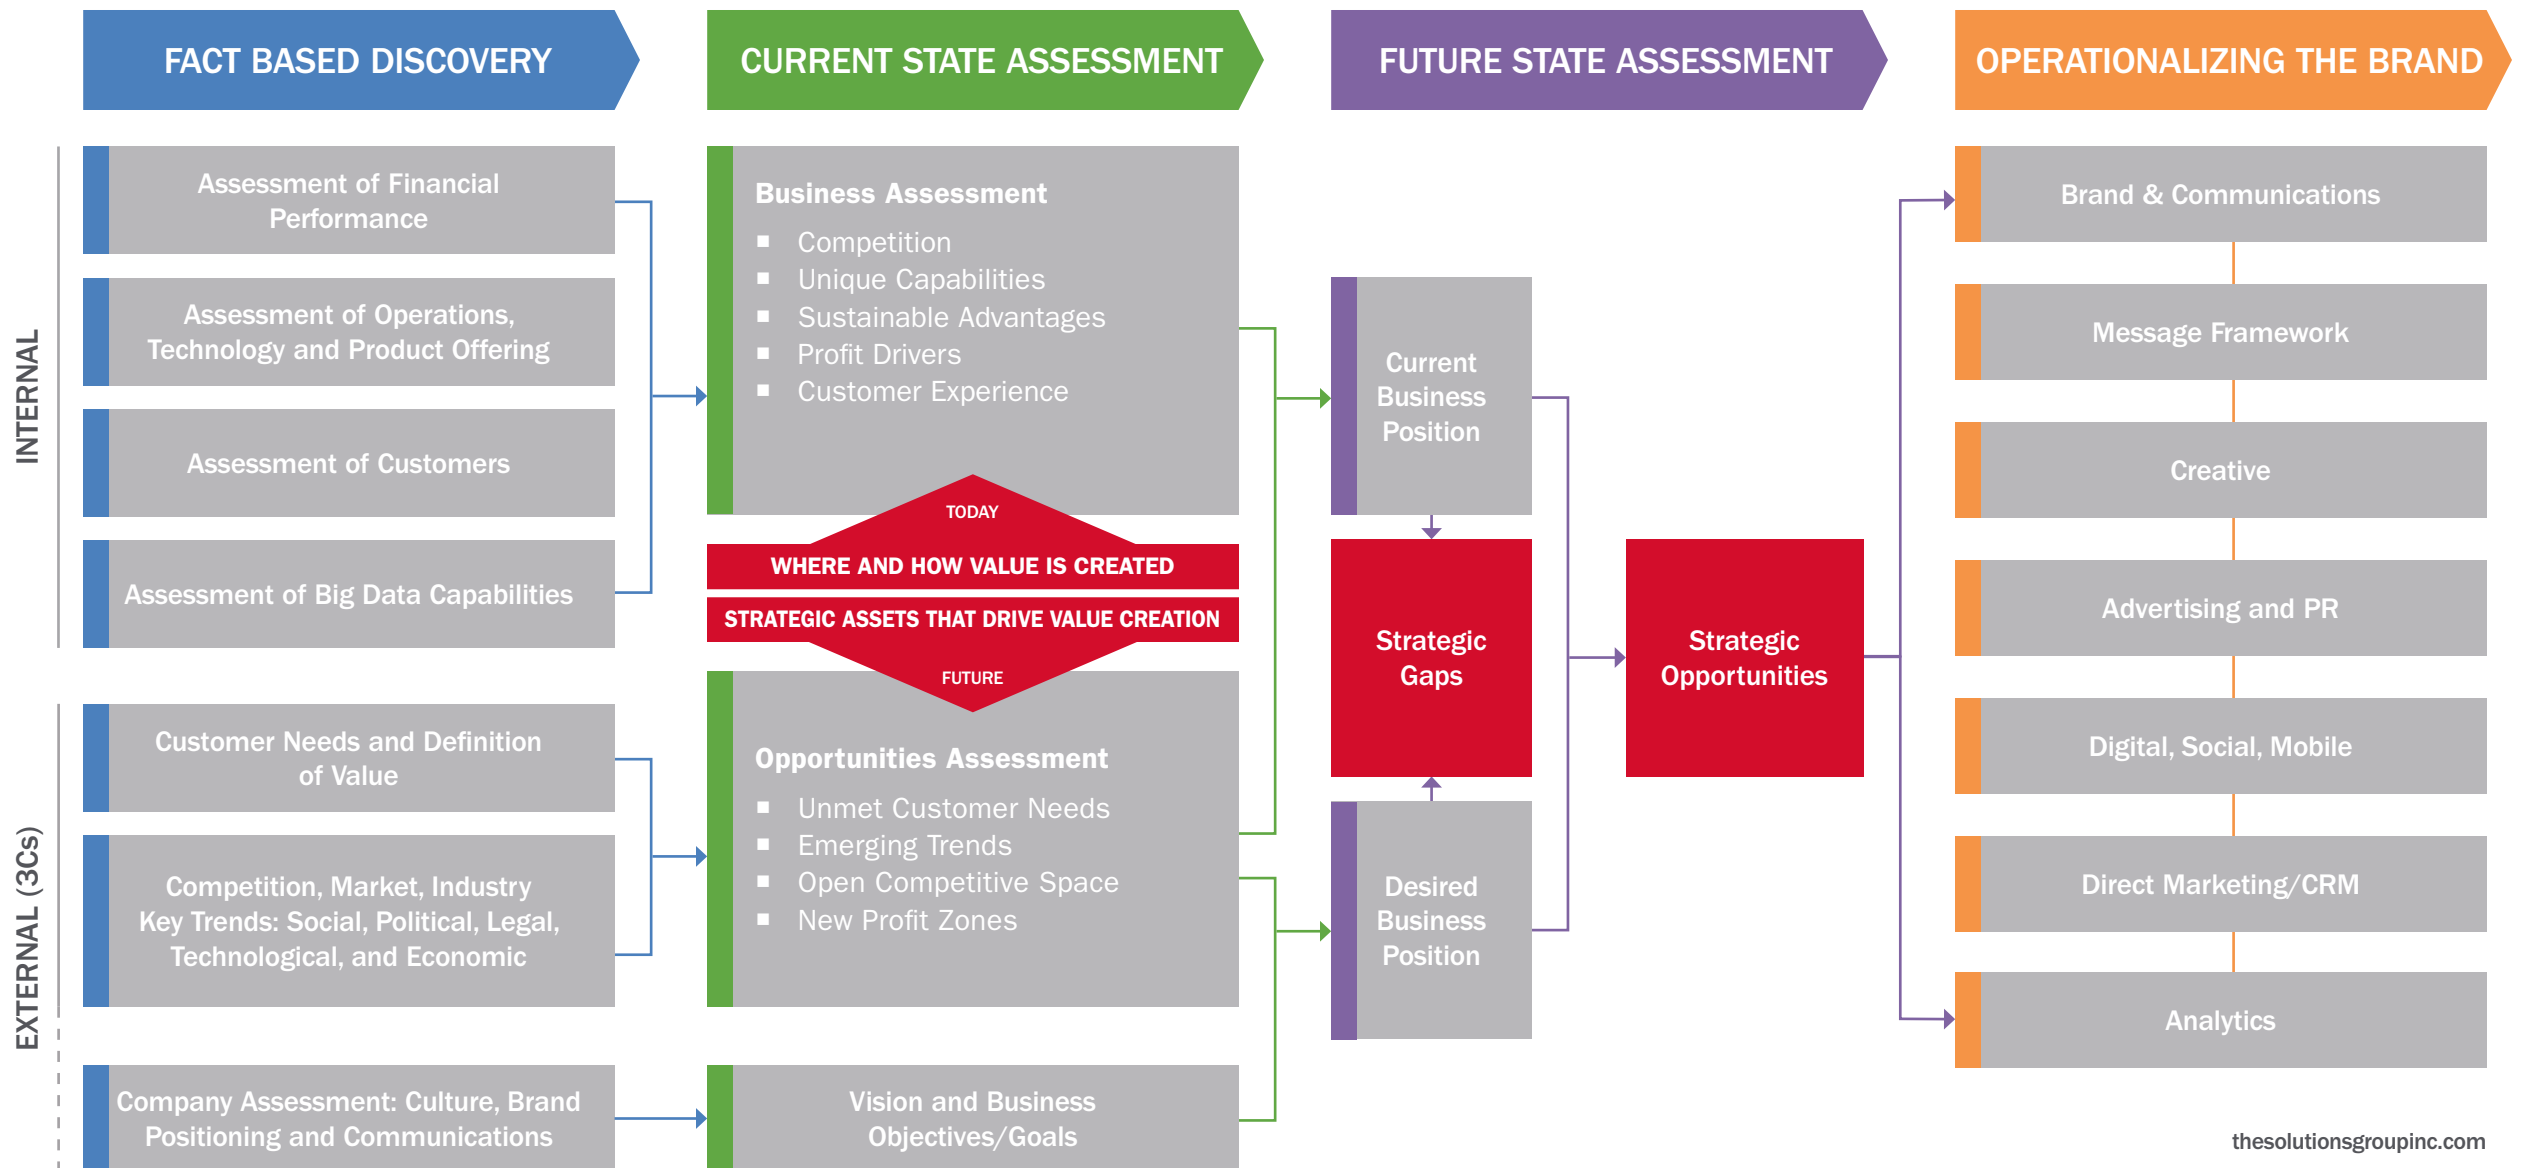 FACT BASED DISCOVERY
CURRENT STATE ASSESSMENT
FUTURE STATE ASSESSMENT
OPERATIONALIZING THE BRAND
INTERNAL
Assessment of Financial
Performance
Assessment of Operations,
Technology and Product Offering
Assessment of Customers
Assessment of Big Data Capabilities
EXTERNAL (3Cs)
Customer Needs and Definition
of Value
Competition, Market, Industry
Key Trends: Social, Political, Legal,
Technological, and Economic
Company Assessment: Culture, Brand
Positioning and Communications
Business Assessment
Competition
Unique Capabilities
Sustainable Advantages
Profit Drivers
Customer Experience
TODAY
WHERE AND HOW VALUE IS CREATED
STRATEGIC ASSETS THAT DRIVE VALUE CREATION
FUTURE
Opportunities Assessment
Unmet Customer Needs
Emerging Trends
Open Competitive Space
New Profit Zones
Vision and Business
Objectives/Goals
Current
Business
Position
Strategic
Gaps
Desired
Business
Position
Strategic
Opportunities
Brand & Communications
Message Framework
Creative
Advertising and PR
Digital, Social, Mobile
Direct Marketing/CRM
Analytics
thesolutionsgroupinc.com